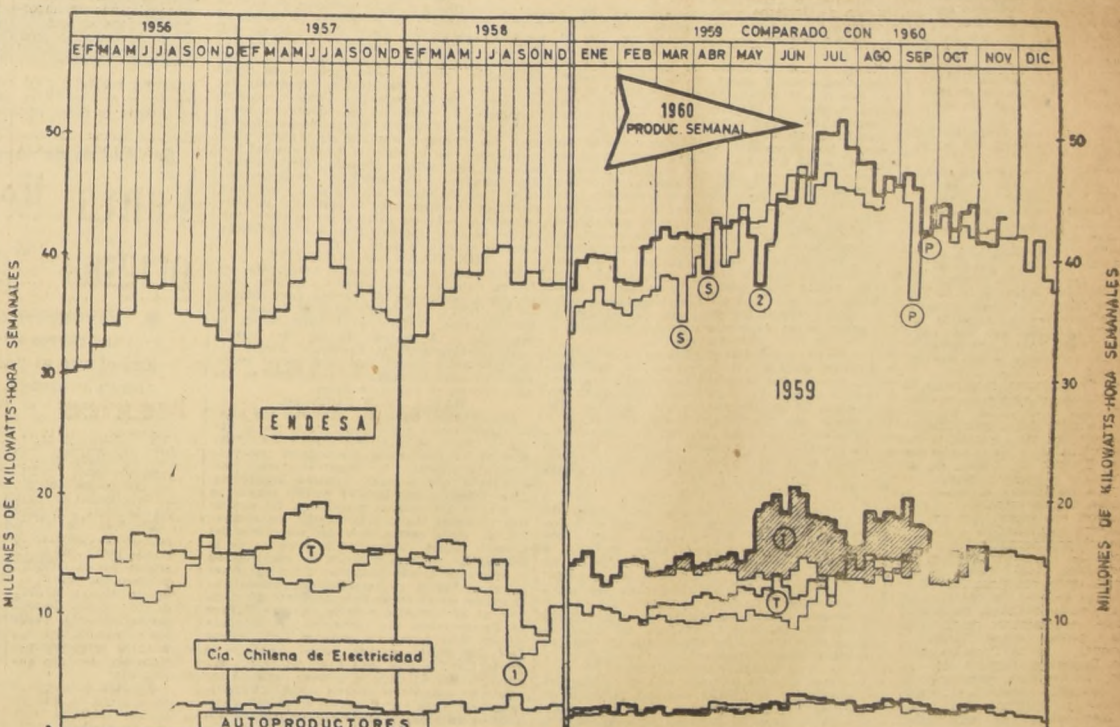 1956 1957 1958 1959 COMPARADO CON 1960
E F M A M J J A S O N D E F M A M J J A S O N D E F M A M J J A S O N D ENE FEB MAR ABR MAY JUN JUL AGO SEP OCT NOV DIC
1960
PRODUC. SEMANAL
50 50
40 40
P
S 2 P
S
30 30
1959
ENDESA
20 20
T
T
10 10
Cía. Chilena de Electricidad
1
AUTOPRODUCTORES
MILLONES DE KILOWATTS-HORA SEMANALES
MILLONES DE KILOWATTS-HORA SEMANALES